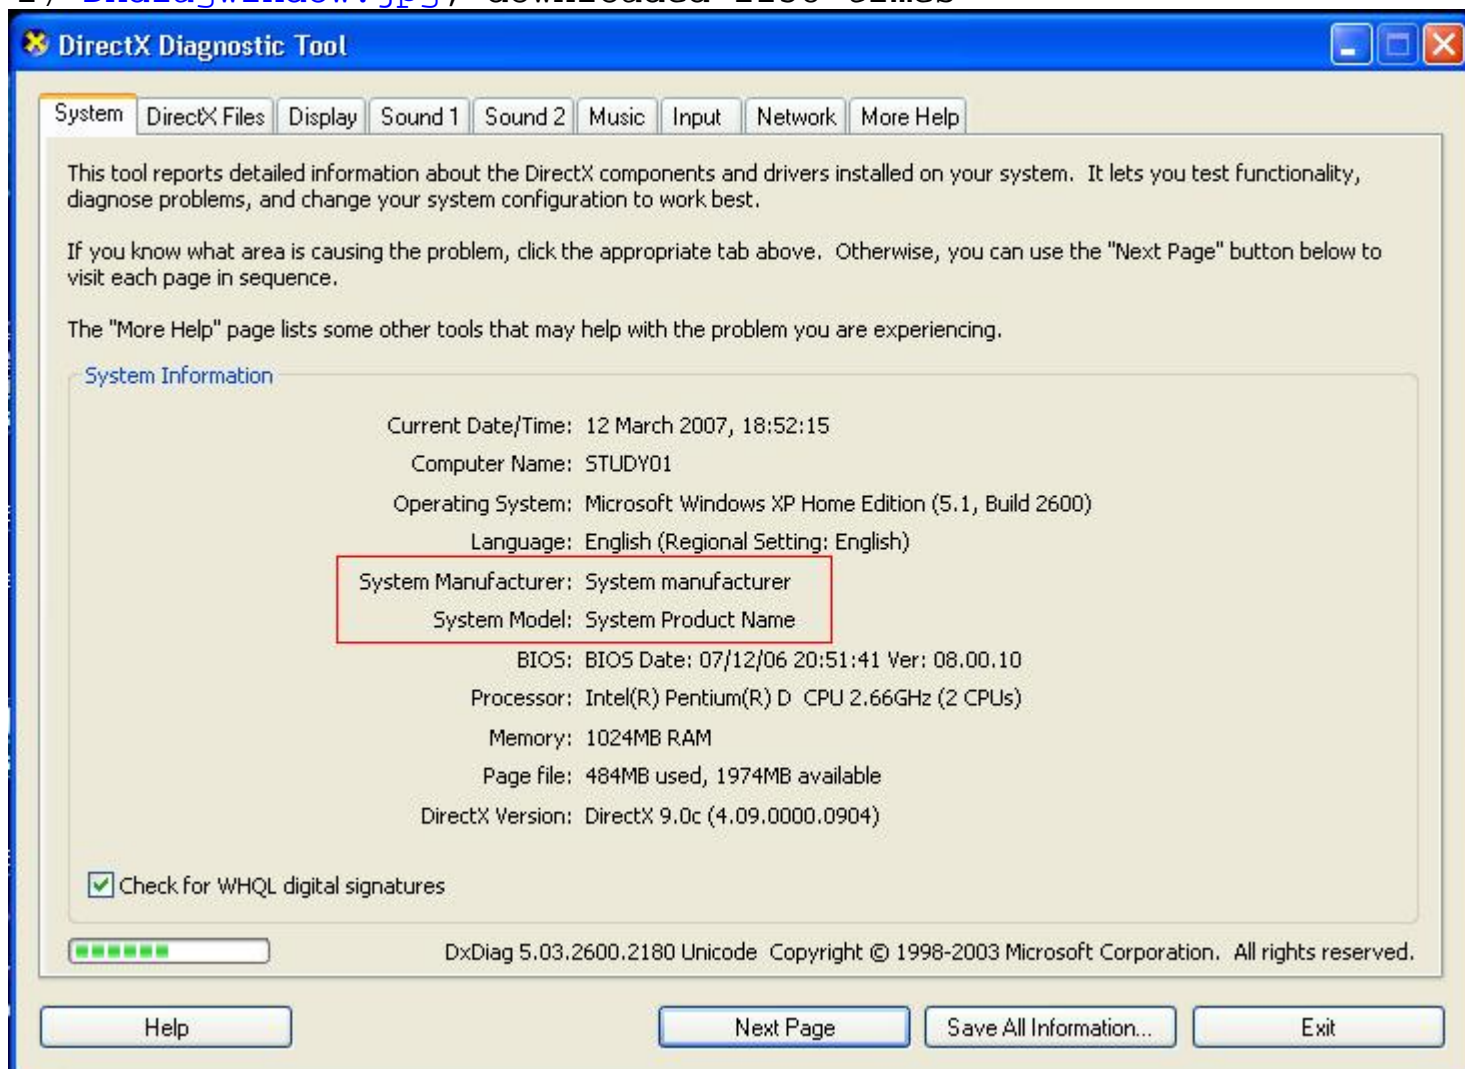 DirectX Diagnostic Tool
System DirectX Files Display Sound 1 Sound 2 Music Input Network More Help
This tool reports detailed information about the DirectX components and drivers installed on your system. It lets you test functionality,
diagnose problems, and change your system configuration to work best.
If you know what area is causing the problem, click the appropriate tab above. Otherwise, you can use the "Next Page" button below to
visit each page in sequence.
The "More Help" page lists some other tools that may help with the problem you are experiencing.
System Information
Current Date/Time: 12 March 2007, 18:52:15
Computer Name: STUDY01
Operating System: Microsoft Windows XP Home Edition (5.1, Build 2600)
Language: English (Regional Setting: English)
System Manufacturer: System manufacturer
System Model: System Product Name
BIOS: BIOS Date: 07/12/06 20:51:41 Ver: 08.00.10
Processor: Intel(R) Pentium(R) D CPU 2.66GHz (2 CPUs)
Memory: 1024MB RAM
Page file: 484MB used, 1974MB available
DirectX Version: DirectX 9.0c (4.09.0000.0904)
Check for WHQL digital signatures
DxDiag 5.03.2600.2180 Unicode Copyright © 1998-2003 Microsoft Corporation. All rights reserved.
Help Next Page Save All Information... Exit